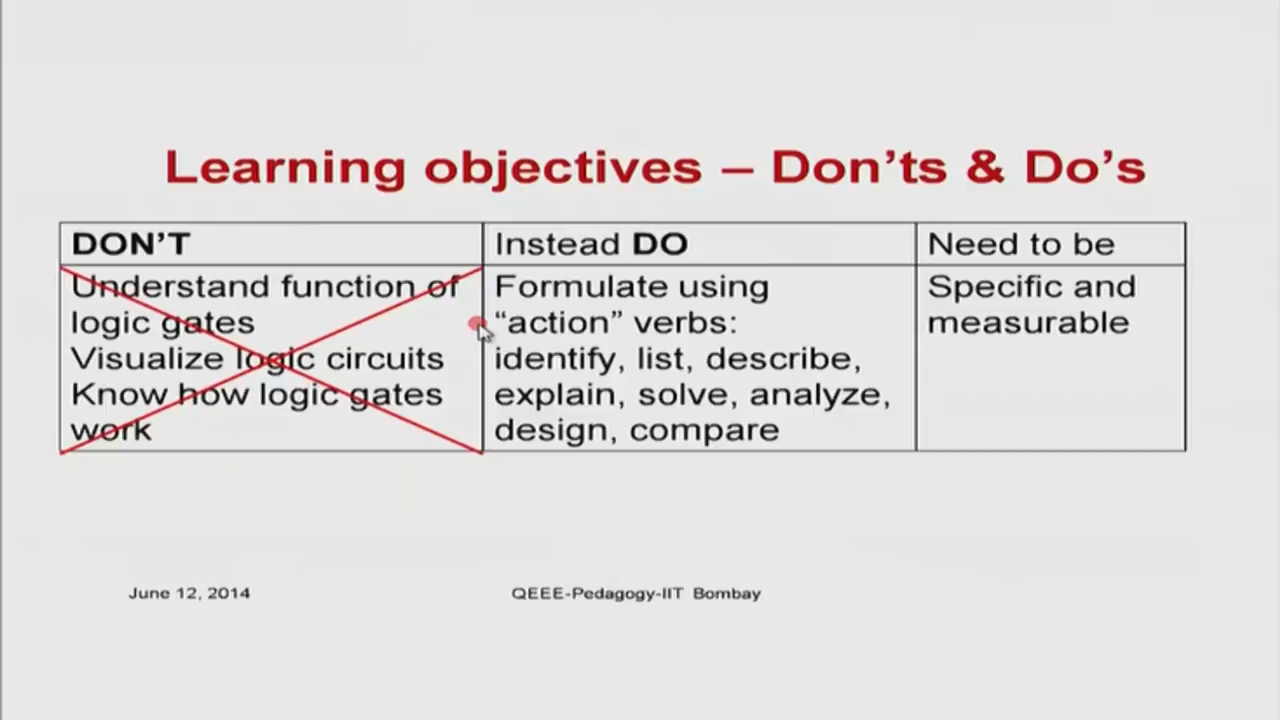 Learning objectives – Don'ts & Do's
DON'T
Understand function of
logic gates
Visualize logic circuits
Know how logic gates
work
Instead DO
Formulate using
“action” verbs:
identify, list, describe,
explain, solve, analyze,
design, compare
Need to be
Specific and
measurable
June 12, 2014
QEEE-Pedagogy-IIT Bombay